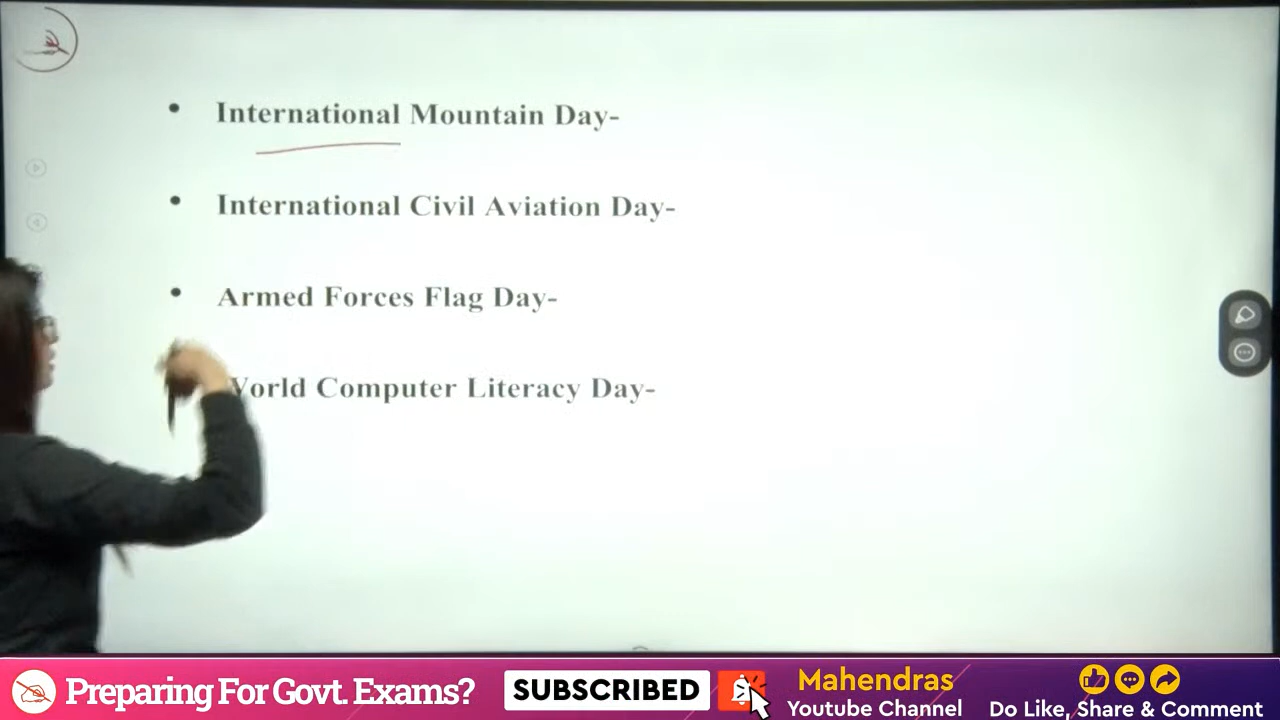 • International Mountain Day-
• International Civil Aviation Day-
• Armed Forces Flag Day-
World Computer Literacy Day-
Preparing For Govt. Exams?
SUBSCRIBED
Mahendras
Youtube Channel
Do Like, Share & Comment